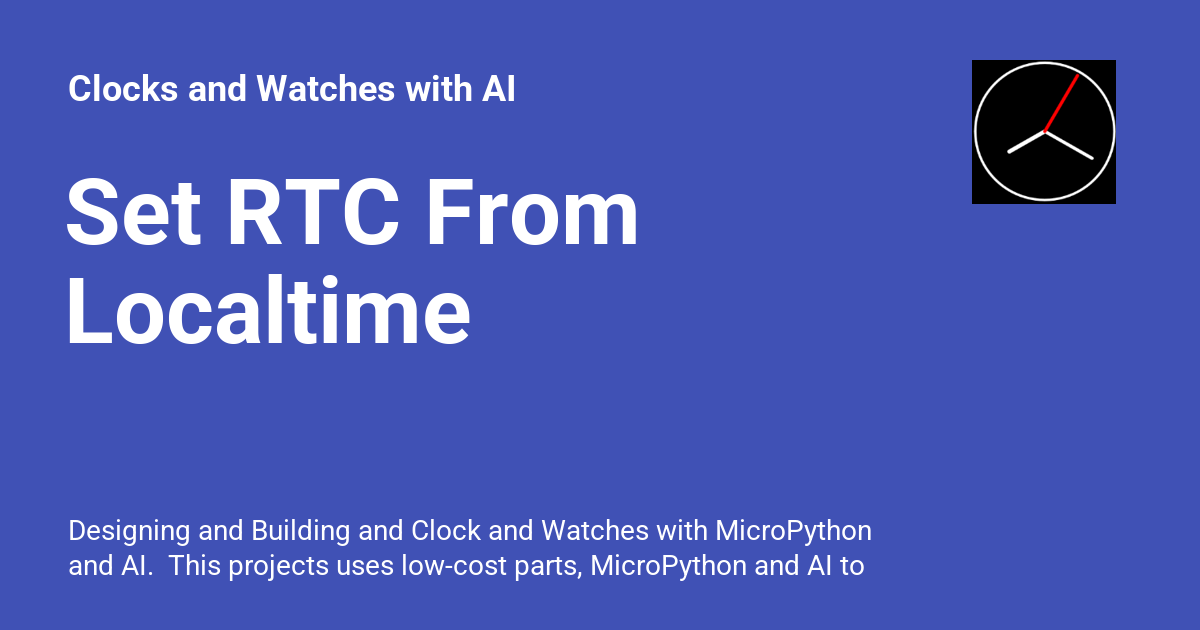 Clocks and Watches with AI
Set RTC From
Localtime
Designing and Building and Clock and Watches with MicroPython
and AI.  This projects uses low-cost parts, MicroPython and AI to